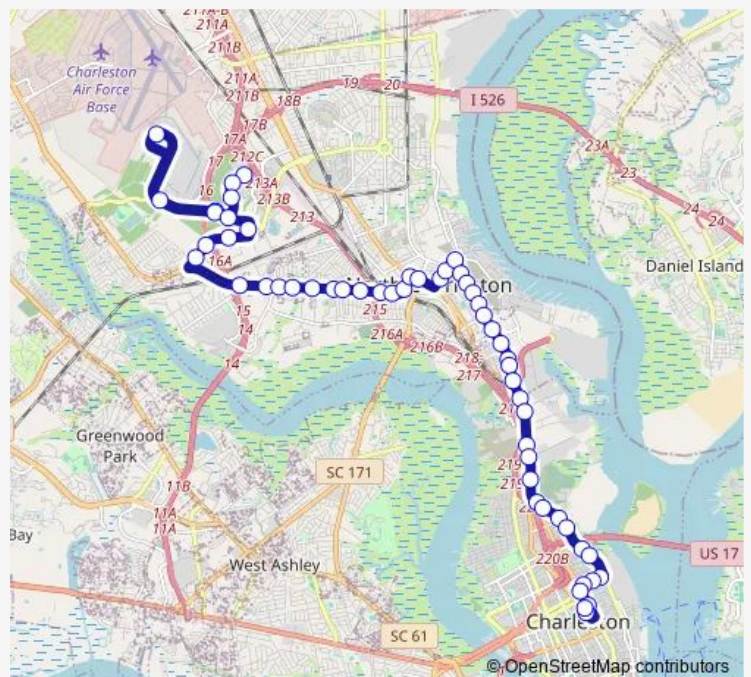 211A-B
211A
211B
Charleston
Air Force
Base
211A
211B
19
20
18B
I 526
17B
17A
17
212C
16
213A
213B
213
23A
23
24
24
16A
Daniel Island
15
14
215
216A
216B
218
217
14
Greenwood
Park
SC 171
219
11B
11A
11A
Bay
West Ashley
220B
US 17
Charleston
SC 61
© OpenStreetMap contributors